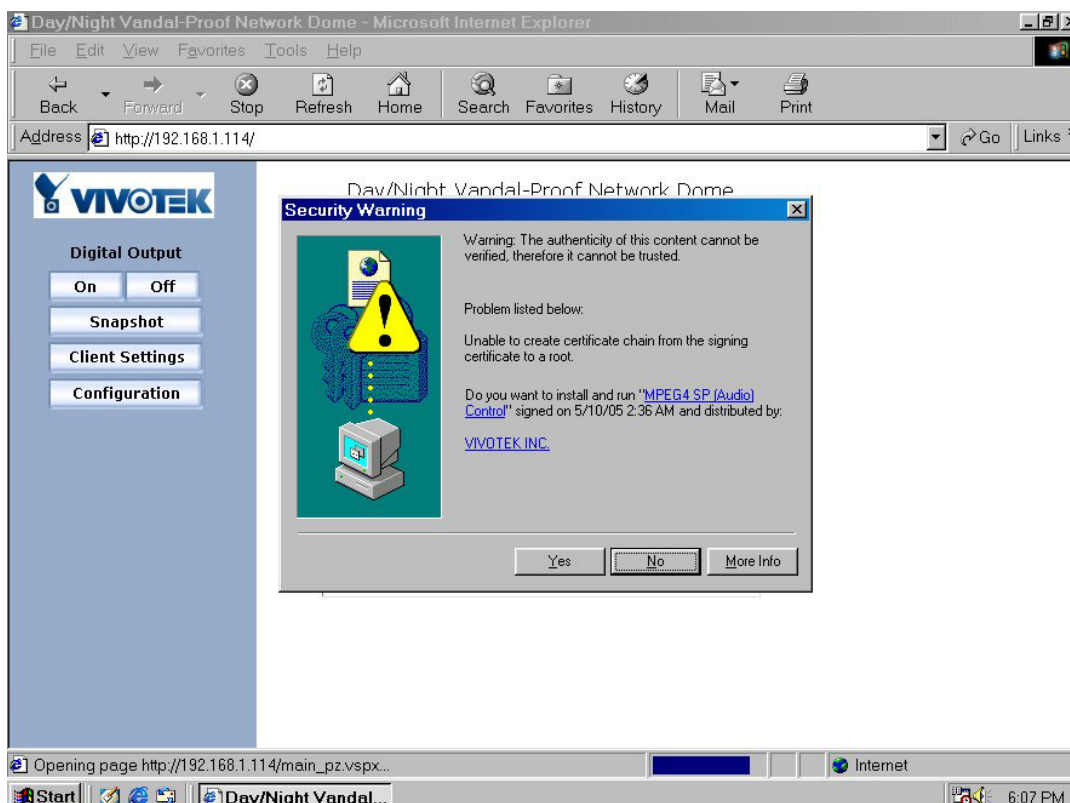 Day/Night Vandal-Proof Network Dome - Microsoft Internet Explorer
File Edit View Favorites Tools Help
Back Forward Stop Refresh Home Search Favorites History Mail Print
Address http://192.168.1.114/ Go Links
VIVOTEK
Day/Night Vandal-Proof Network Dome
Digital Output
On Off
Snapshot
Client Settings
Configuration
Security Warning
Warning: The authenticity of this content cannot be
verified, therefore it cannot be trusted.
Problem listed below:
Unable to create certificate chain from the signing
certificate to a root.
Do you want to install and run "MPEG4 SP (Audio)
Control" signed on 5/10/05 2:36 AM and distributed by:
VIVOTEK INC.
Yes No More Info
Opening page http://192.168.1.114/main_pz.vspx... Internet
Start Day/Night Vandal... 6:07 PM